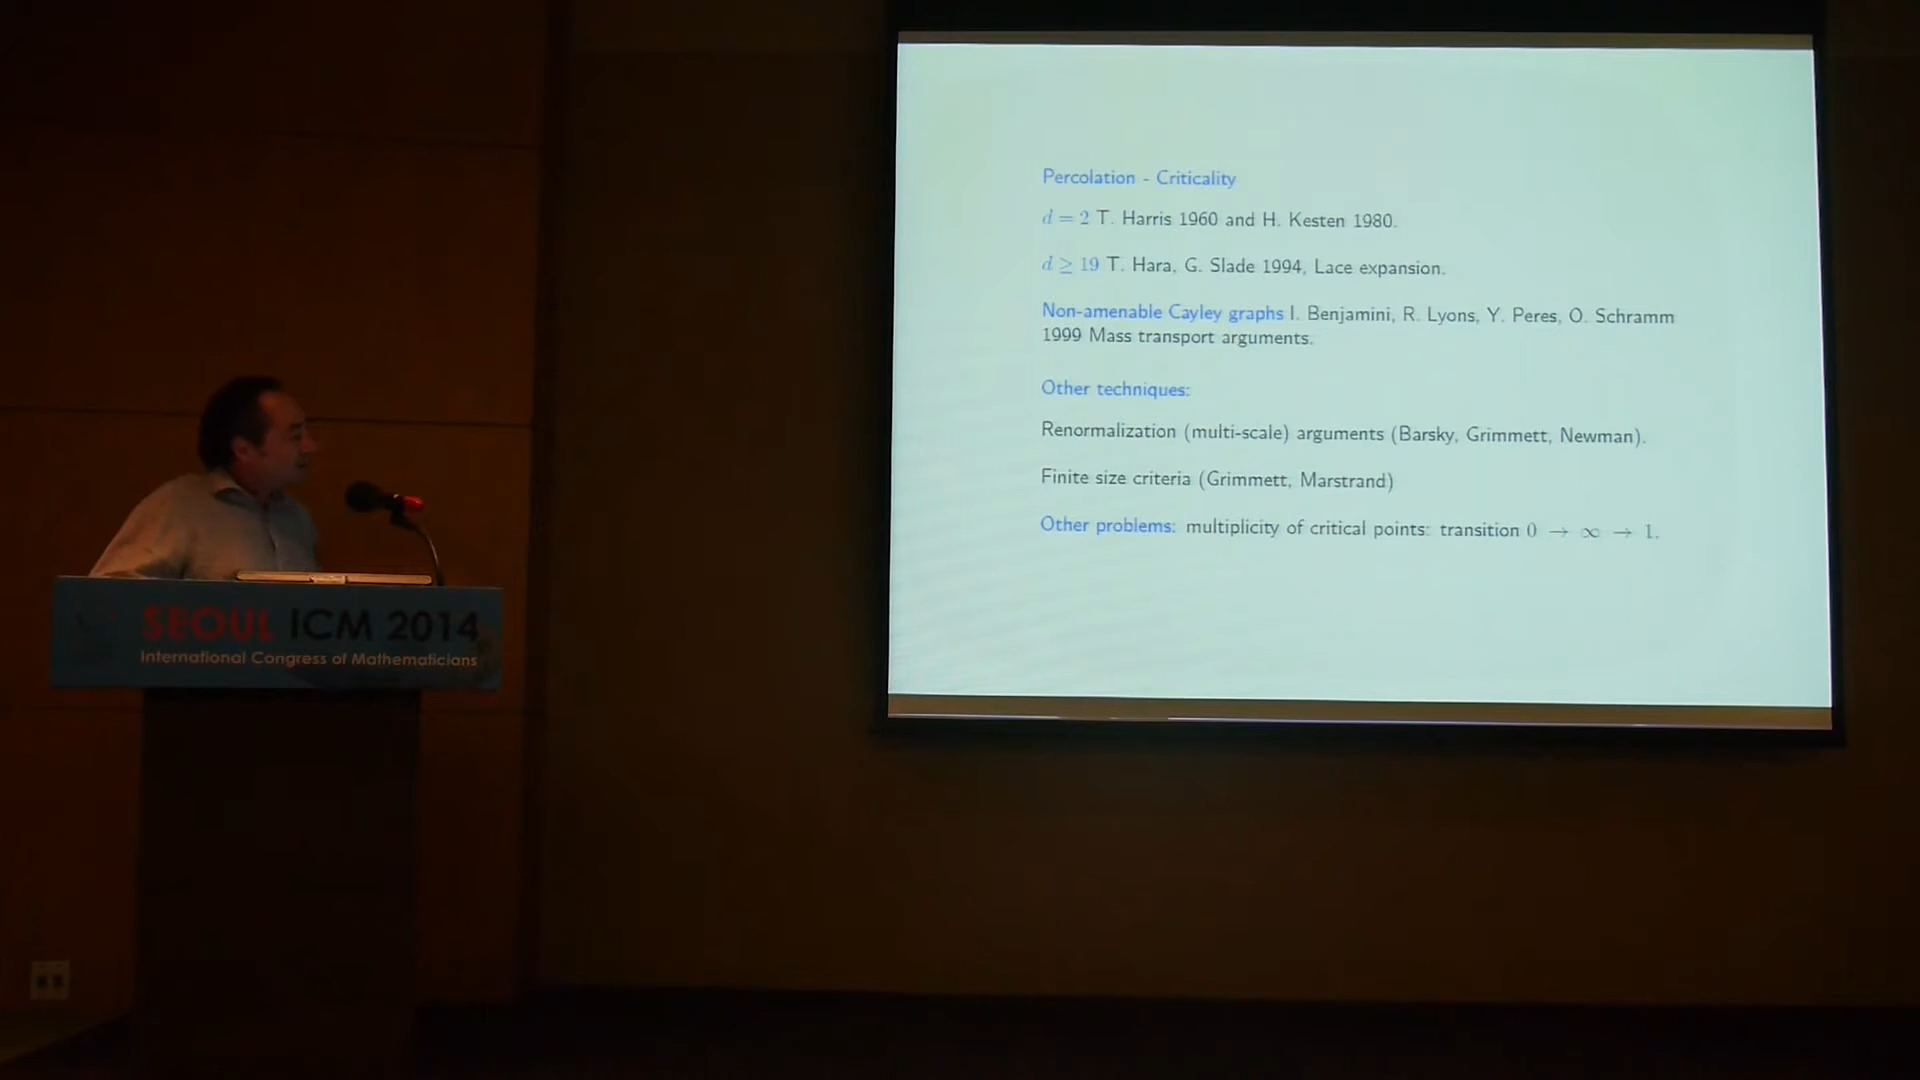 Percolation - Criticality
d = 2 T. Harris 1960 and H. Kesten 1980.
d ≥ 19 T. Hara, G. Slade 1994, Lace expansion.
Non-amenable Cayley graphs I. Benjamini, R. Lyons, Y. Peres, O. Schramm
1999 Mass transport arguments.
Other techniques:
Renormalization (multi-scale) arguments (Barsky, Grimmett, Newman).
Finite size criteria (Grimmett, Marstrand)
Other problems: multiplicity of critical points: transition 0 → ∞ → 1.
SEOUL ICM 2014
International Congress of Mathematicians